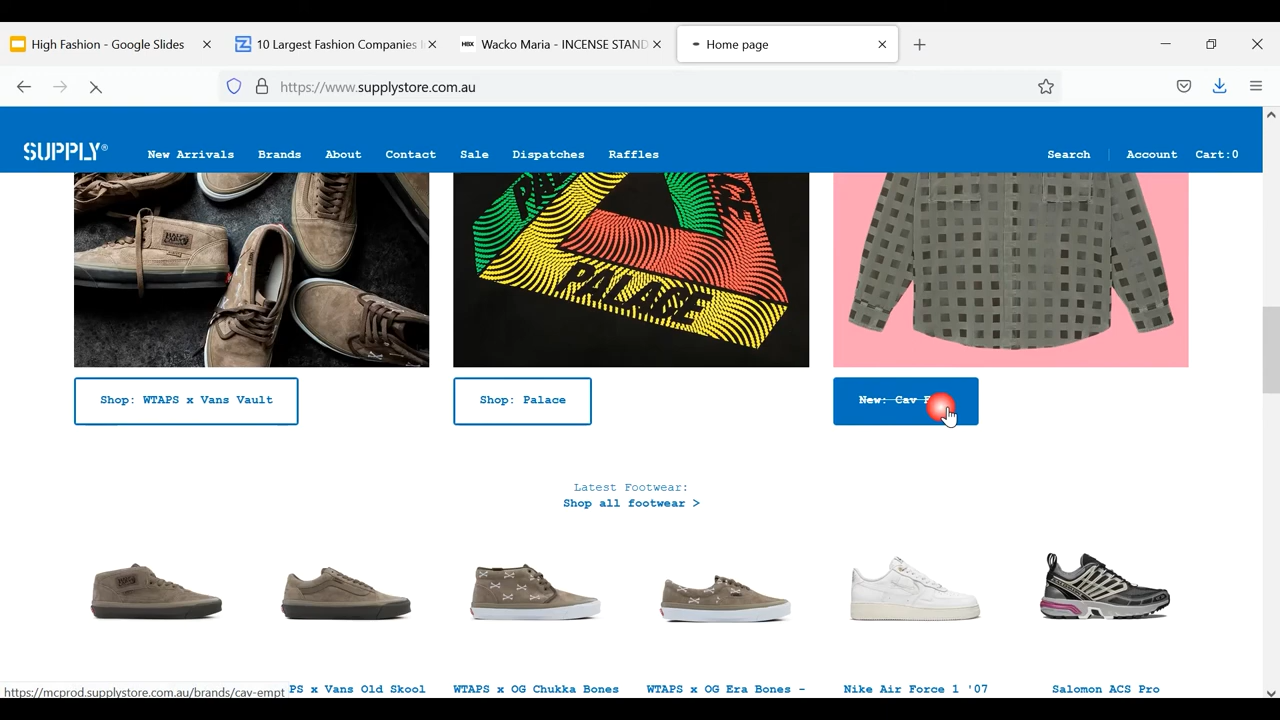 High Fashion - Google Slides
10 Largest Fashion Companies
HBX
Wacko Maria - INCENSE STAND
Home page
https://www.supplystore.com.au
SUPPLY®
New Arrivals
Brands
About
Contact
Sale
Dispatches
Raffles
Search
Account
Cart:0
PALACE
Shop: WTAPS x Vans Vault
Shop: Palace
New: Cav
Latest Footwear:
Shop all footwear >
https://mcprod.supplystore.com.au/brands/cav-empt
PS x Vans Old Skool
WTAPS x OG Chukka Bones
WTAPS x OG Era Bones -
Nike Air Force 1 '07
Salomon ACS Pro